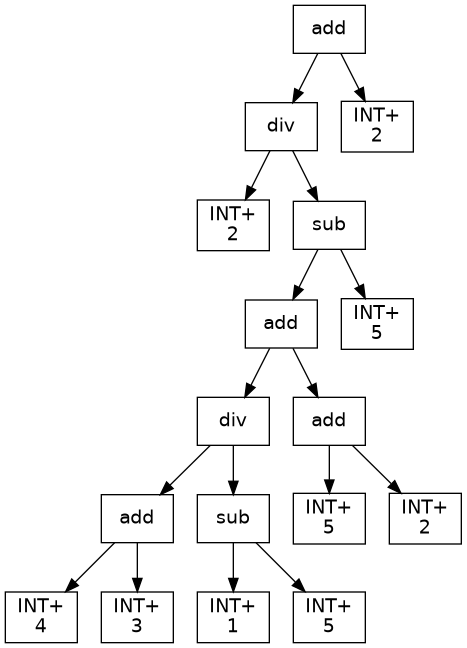 add
div
INT+
2
INT+
2
sub
add
INT+
5
div
add
add
sub
INT+
5
INT+
2
INT+
4
INT+
3
INT+
1
INT+
5